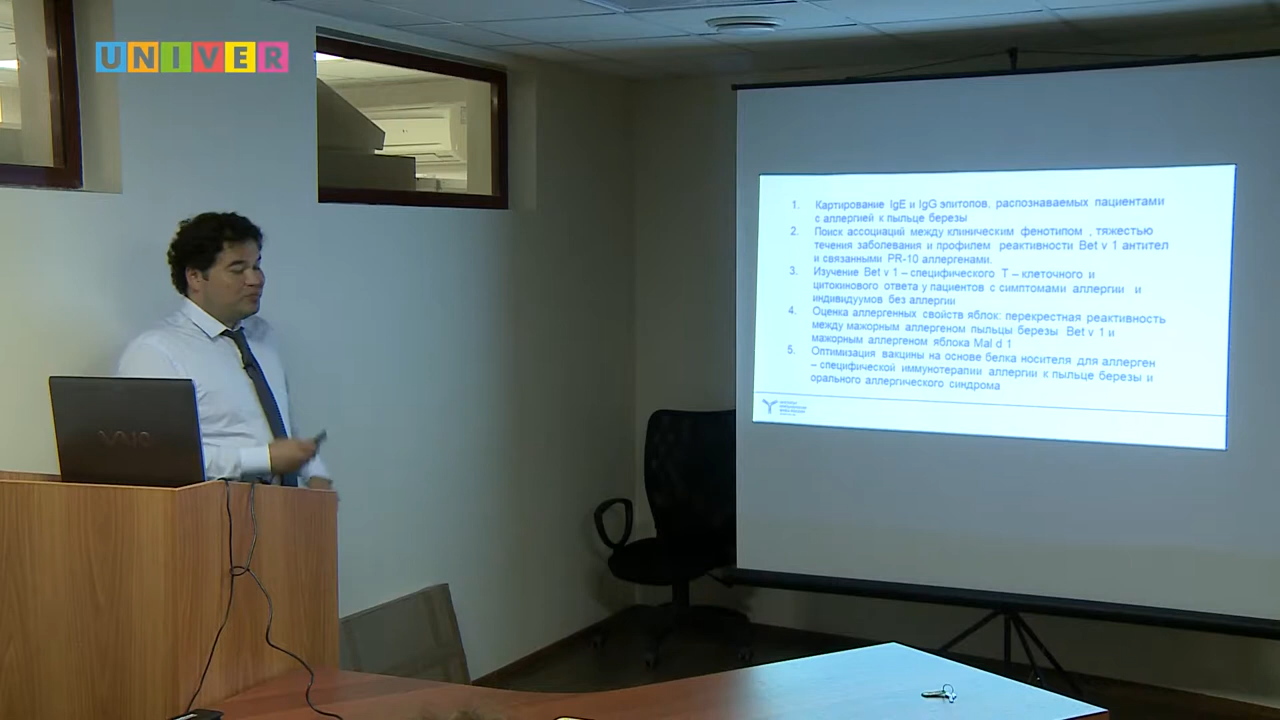 UNIVER
1. Картирование IgE и IgG эпитопов, распознаваемых пациентами
с аллергией к пыльце березы
2. Поиск ассоциаций между клиническим фенотипом , тяжестью
течения заболевания и профилем реактивности Bet v 1 антител
и связанными PR-10 аллергенами.
3. Изучение Bet v 1 – специфического Т – клеточного и
цитокинового ответа у пациентов с симптомами аллергии и
индивидуумов без аллергии
4. Оценка аллергенных свойств яблок: перекрестная реактивность
между мажорным аллергеном пыльцы березы Bet v 1 и
мажорным аллергеном яблока Mal d 1
5. Оптимизация вакцины на основе белка носителя для аллерген
– специфической иммунотерапии аллергии к пыльце березы и
орального аллергического синдрома
VAIO